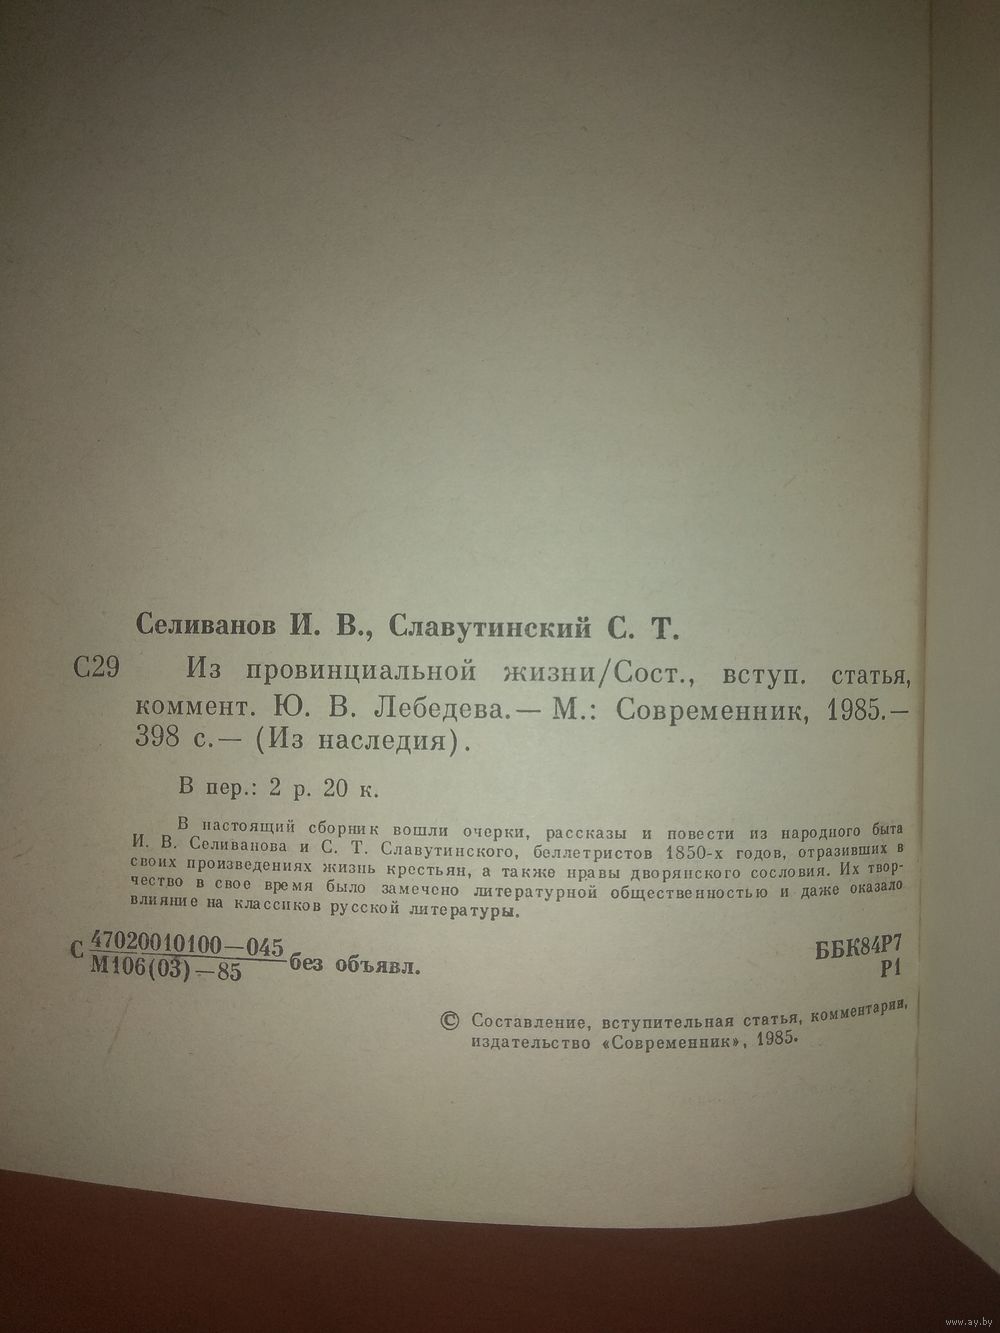 Селиванов И. В., Славутинский С. Т.
С29 Из провинциальной жизни/Сост., вступ. статья,
коммент. Ю. В. Лебедева.— М.: Современник, 1985.—
398 с.— (Из наследия).
В пер.: 2 р. 20 к.
В настоящий сборник вошли очерки, рассказы и повести из народного быта
И. В. Селиванова и С. Т. Славутинского, беллетристов 1850-х годов, отразивших в
своих произведениях жизнь крестьян, а также нравы дворянского сословия. Их твор-
чество в свое время было замечено литературной общественностью и даже оказало
влияние на классиков русской литературы.
С 47020010100—045
М106(03)—85 без объявл.
ББК84Р7
Р1
© Составление, вступительная статья, комментарии,
издательство «Современник», 1985.
www.ay.by